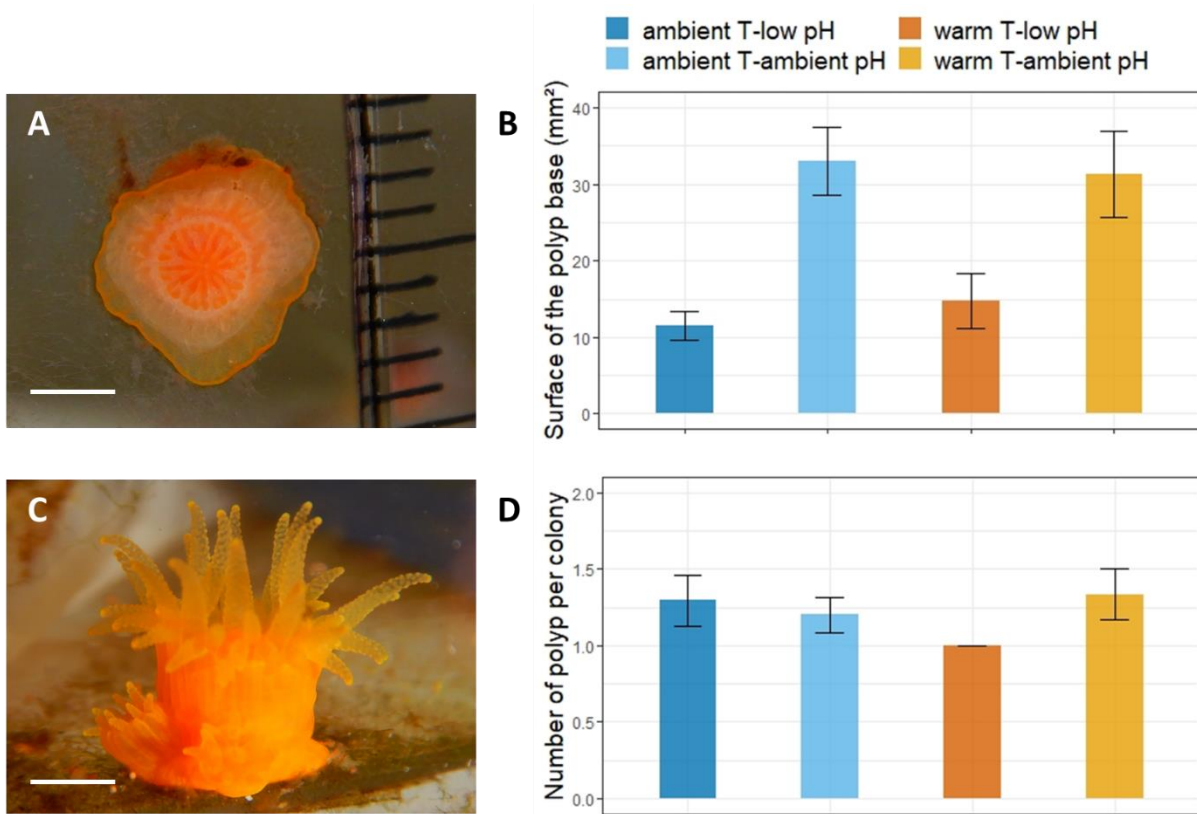 ambient T-low pH
warm T-low pH
ambient T-ambient pH
warm T-ambient pH
A
B
Surface of the polyp base (mm²)
40
30
20
10
0
C
D
Number of polyp per colony
2.0
1.5
1.0
0.5
0.0